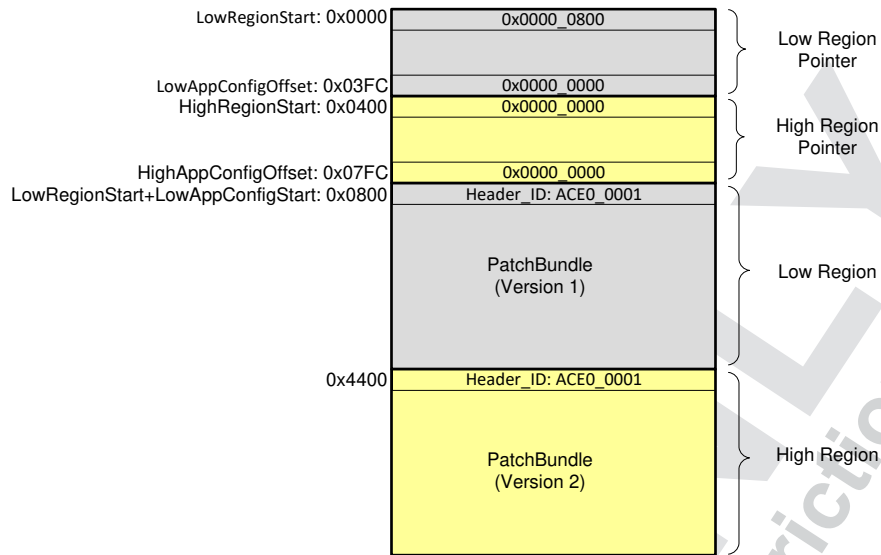 LowRegionStart: 0x0000
0x0000_0800
Low Region
Pointer
LowAppConfigOffset: 0x03FC
0x0000_0000
HighRegionStart: 0x0400
0x0000_0000
High Region
Pointer
HighAppConfigOffset: 0x07FC
0x0000_0000
LowRegionStart+LowAppConfigStart: 0x0800
Header_ID: ACE0_0001
PatchBundle
(Version 1)
Low Region
0x4400
Header_ID: ACE0_0001
PatchBundle
(Version 2)
High Region